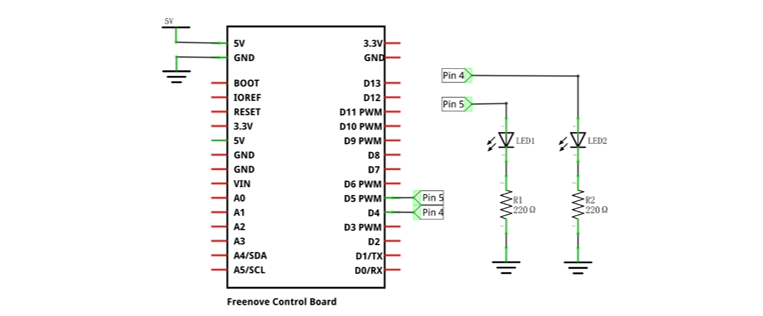 5V
5V
GND
BOOT
IOREF
RESET
3.3V
5V
GND
GND
VIN
A0
A1
A2
A3
A4/SDA
A5/SCL
3.3V
GND
D13
D12
D11 PWM
D10 PWM
D9 PWM
D8
D7
D6 PWM
D5 PWM
D4
D3 PWM
D2
D1/TX
D0/RX
Pin 5
Pin 4
Freenove Control Board
Pin 4
Pin 5
LED1
LED2
R1
220 Ω
R2
220 Ω